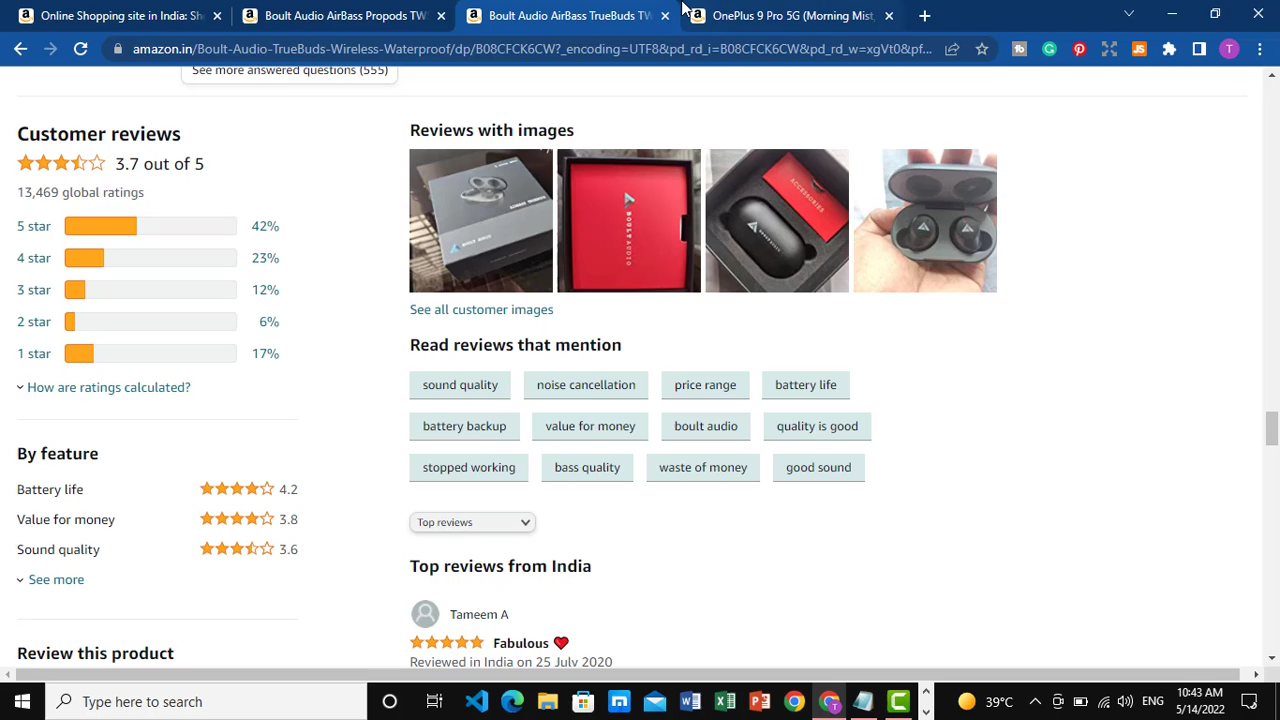 Online Shopping site in India: Sh
Boult Audio AirBass Propods TWS
Boult Audio AirBass TrueBuds TW
OnePlus 9 Pro 5G (Morning Mist,
amazon.in/Boult-Audio-TrueBuds-Wireless-Waterproof/dp/B08CFCK6CW?_encoding=UTF8&pd_rd_i=B08CFCK6CW&pd_rd_w=xgVt0&pf...
See more answered questions (555)
Customer reviews
3.7 out of 5
13,469 global ratings
5 star 42%
4 star 23%
3 star 12%
2 star 6%
1 star 17%
How are ratings calculated?
By feature
Battery life 4.2
Value for money 3.8
Sound quality 3.6
See more
Review this product
Reviews with images
BOULT AUDIO
ACCESSORIES
See all customer images
Read reviews that mention
sound quality noise cancellation price range battery life
battery backup value for money boult audio quality is good
stopped working bass quality waste of money good sound
Top reviews
Top reviews from India
Tameem A
Fabulous
Reviewed in India on 25 July 2020
Type here to search
39°C
ENG
10:43 AM
5/14/2022